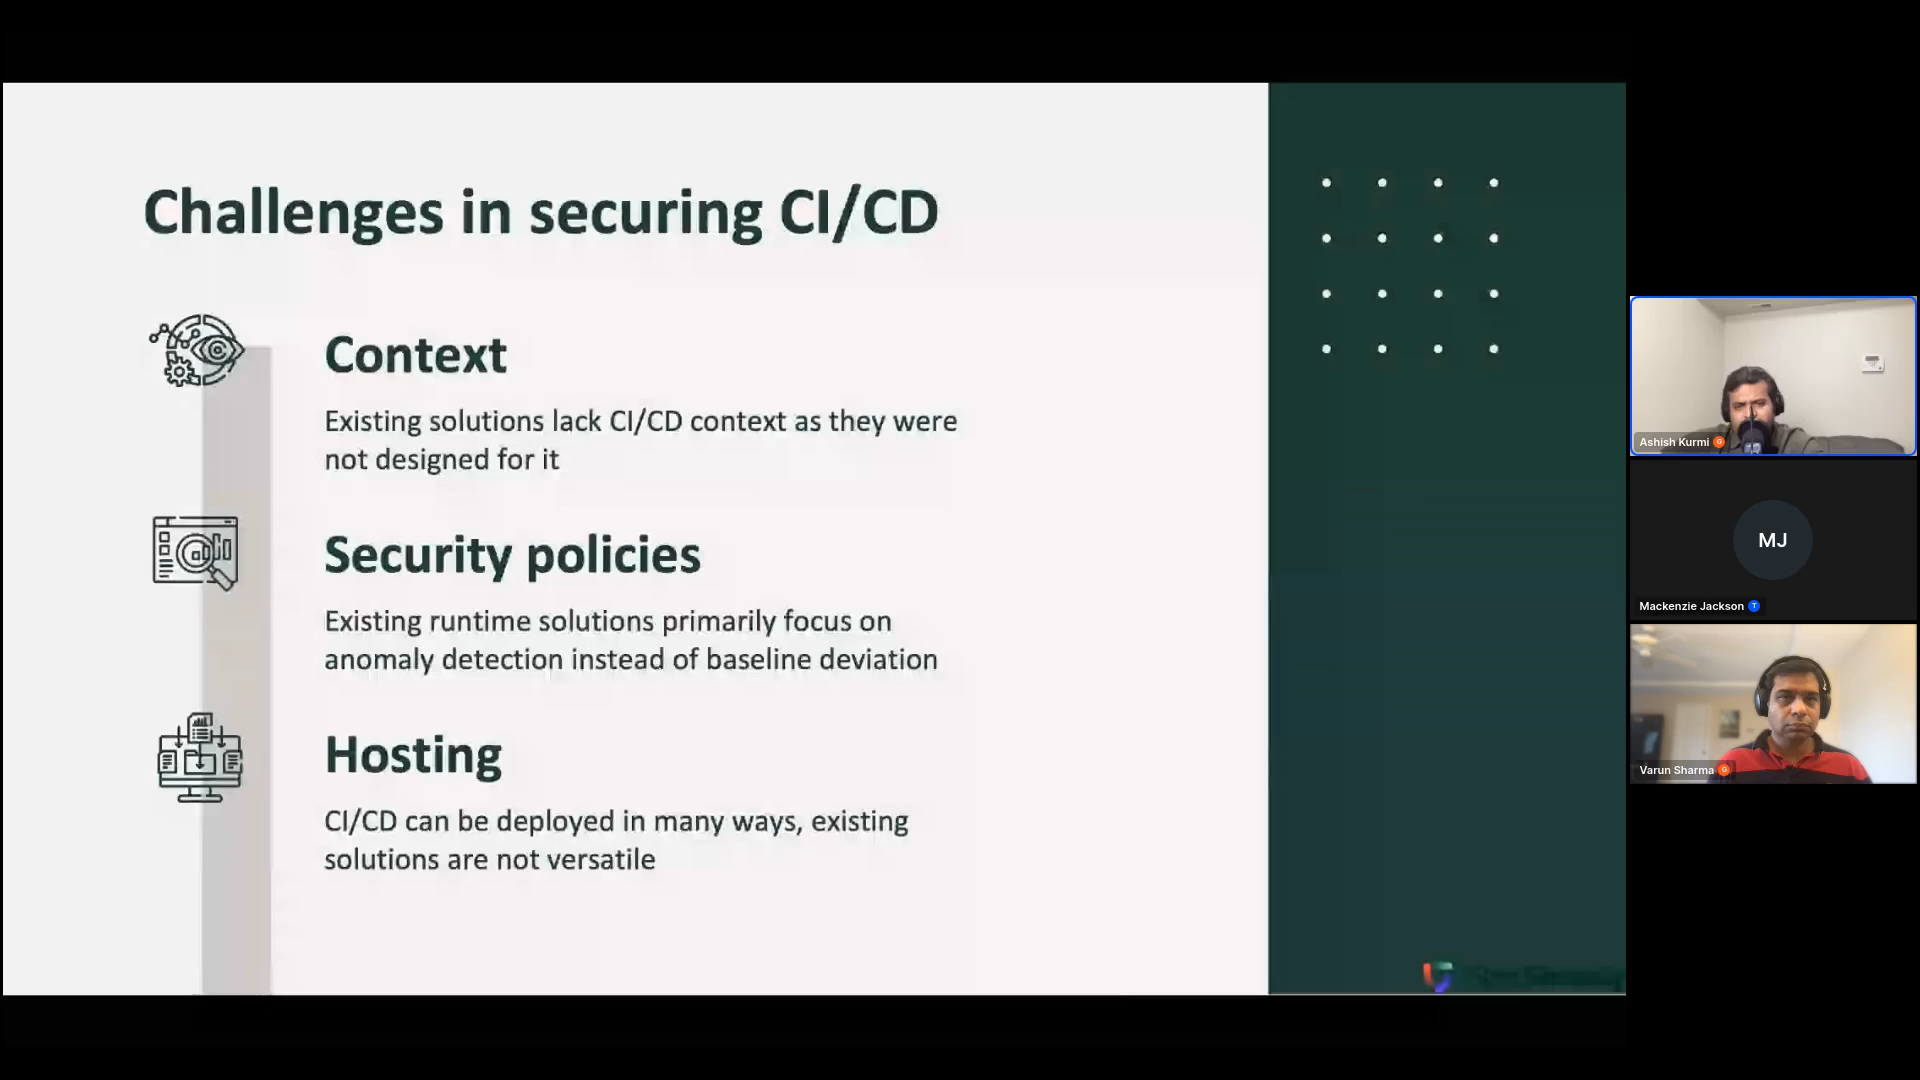 Challenges in securing CI/CD
Context
Existing solutions lack CI/CD context as they were
not designed for it
Security policies
Existing runtime solutions primarily focus on
anomaly detection instead of baseline deviation
Hosting
CI/CD can be deployed in many ways, existing
solutions are not versatile
Ashish Kurmi G
MJ
Mackenzie Jackson T
Varun Sharma G